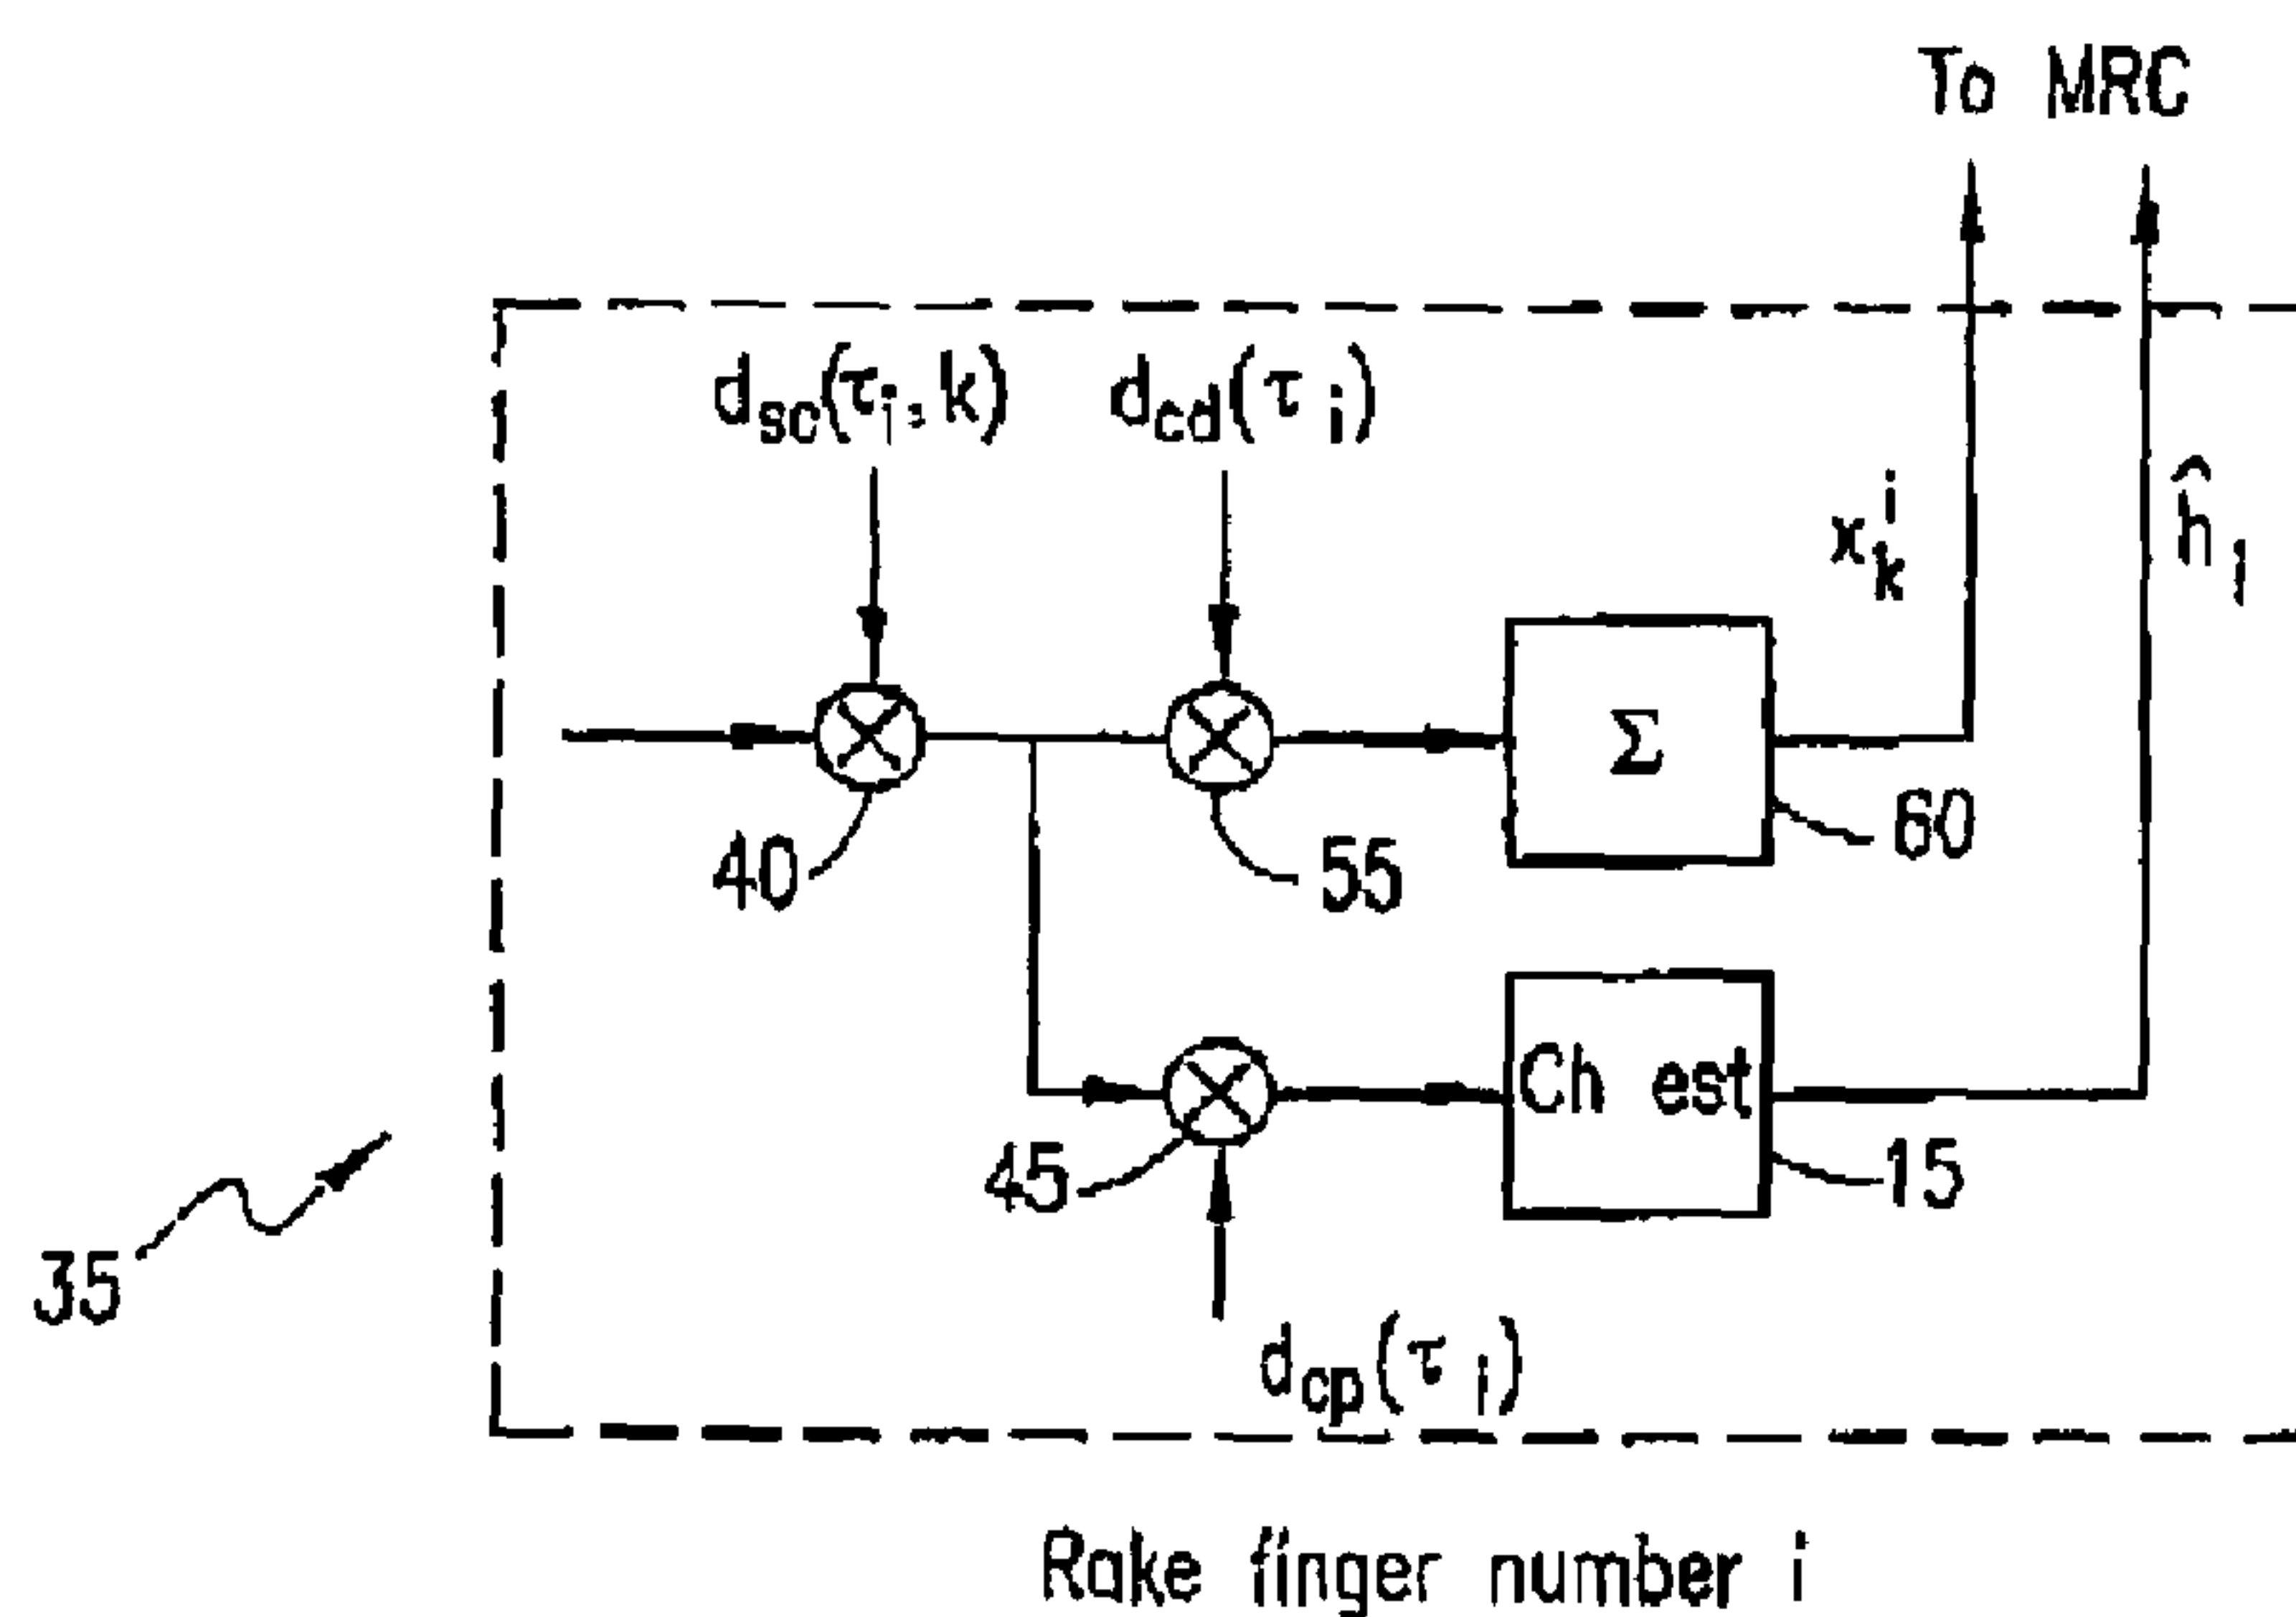 To MRC
d_sc(τ_i, k)
d_cd(τ_i)
x_k^i
ĥ_1
Σ
40
55
60
Ch est
45
15
35
d_cp(τ_i)
Rake finger number i